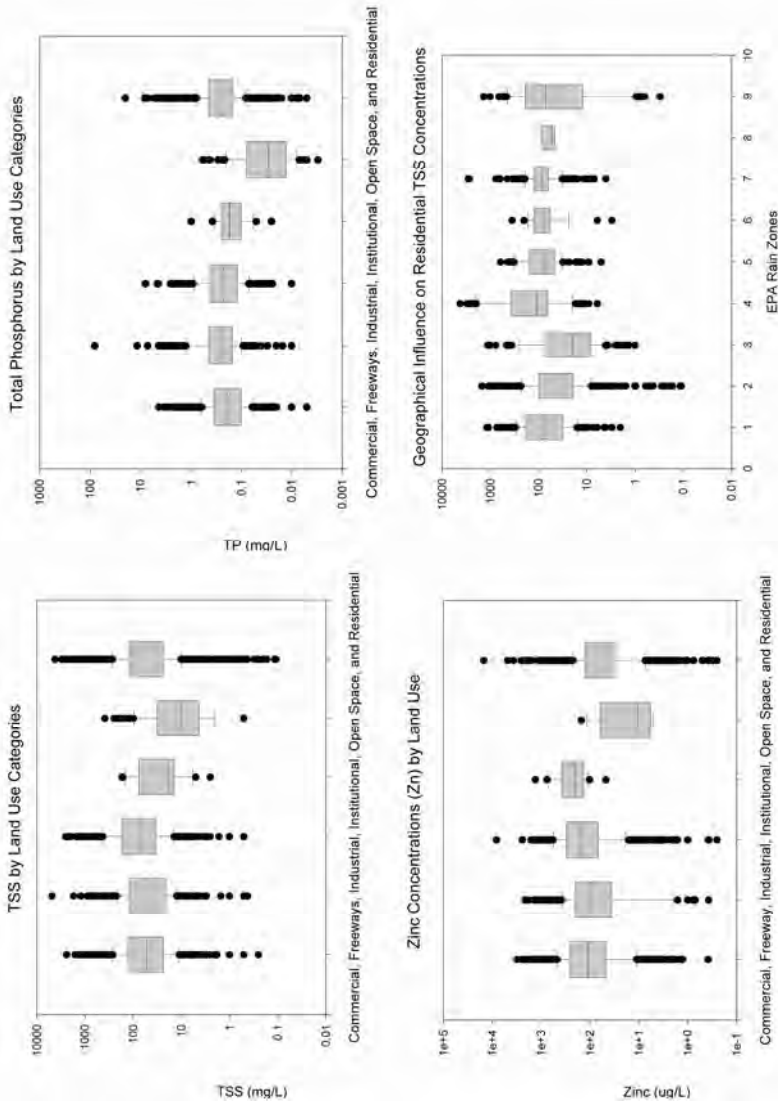 TSS by Land Use Categories
10000
1000
100
10
1
0.1
0.01
TSS (mg/L)
Commercial, Freeways, Industrial, Institutional, Open Space, and Residential
Total Phosphorus by Land Use Categories
1000
100
10
1
0.1
0.01
0.001
TP (mg/L)
Commercial, Freeways, Industrial, Institutional, Open Space, and Residential
Zinc Concentrations (Zn) by Land Use
1e+5
1e+4
1e+3
1e+2
1e+1
1e+0
1e-1
Zinc (ug/L)
Commercial, Freeway, Industrial, Institutional, Open Space, and Residential
Geographical Influence on Residential TSS Concentrations
10000
1000
100
10
1
0.1
0.01
0 1 2 3 4 5 6 7 8 9 10
EPA Rain Zones